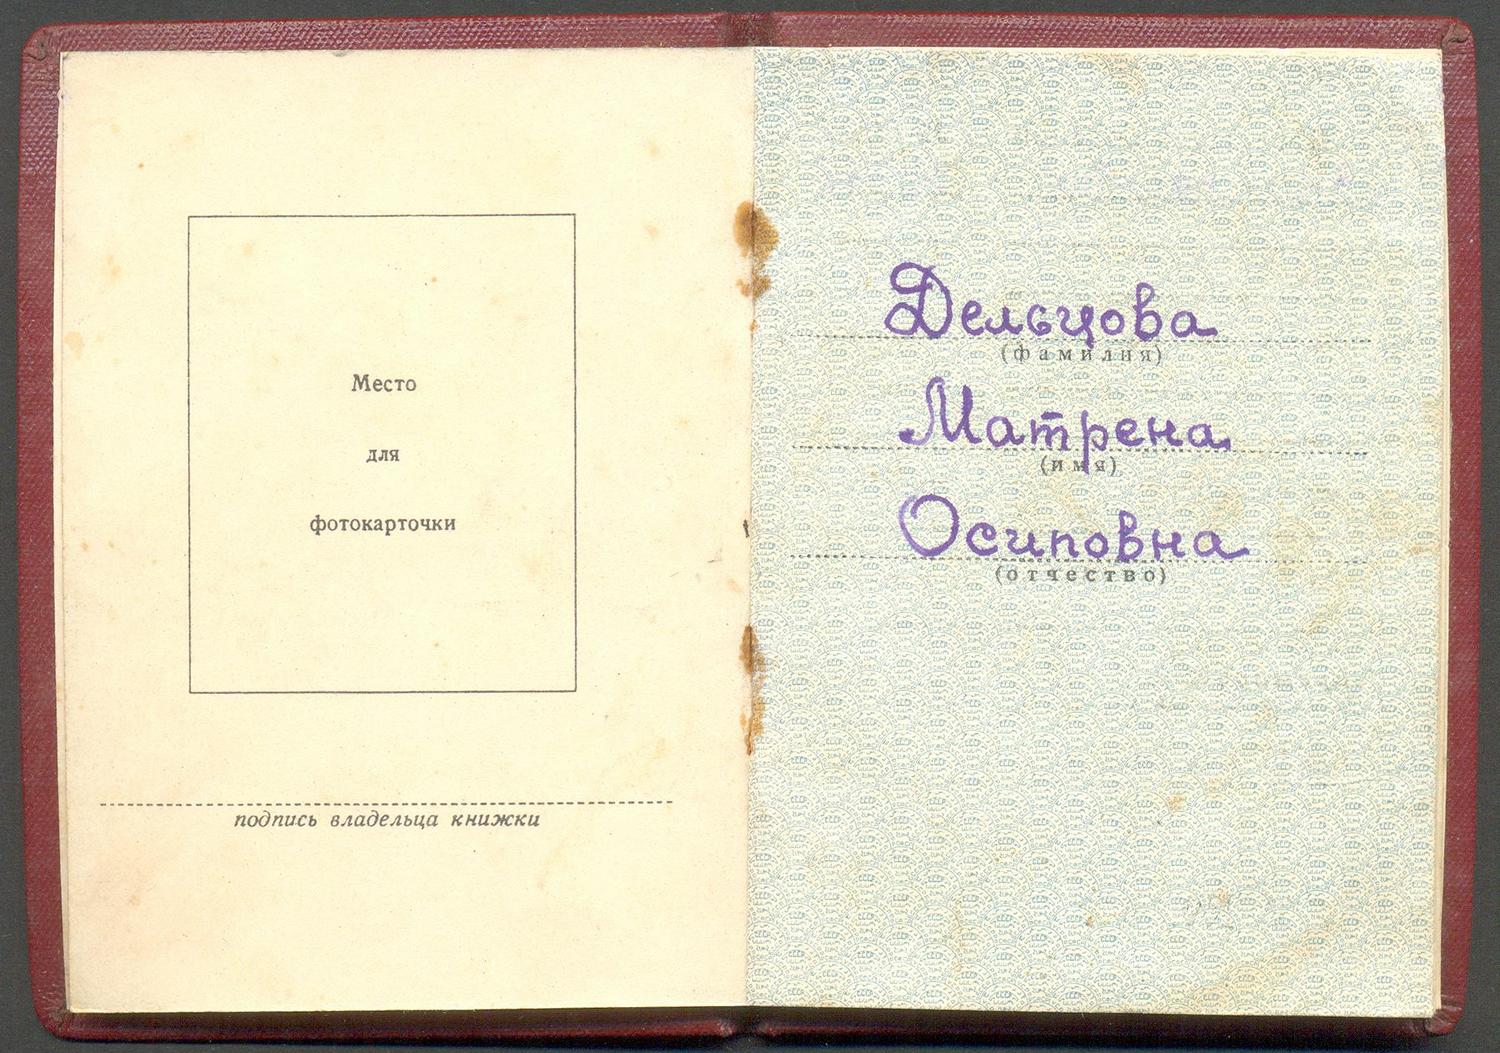 Место
для
фотокарточки
подпись владельца книжки
Дельцова
(фамилия)
Матрена
(имя)
Осиповна
(отчество)